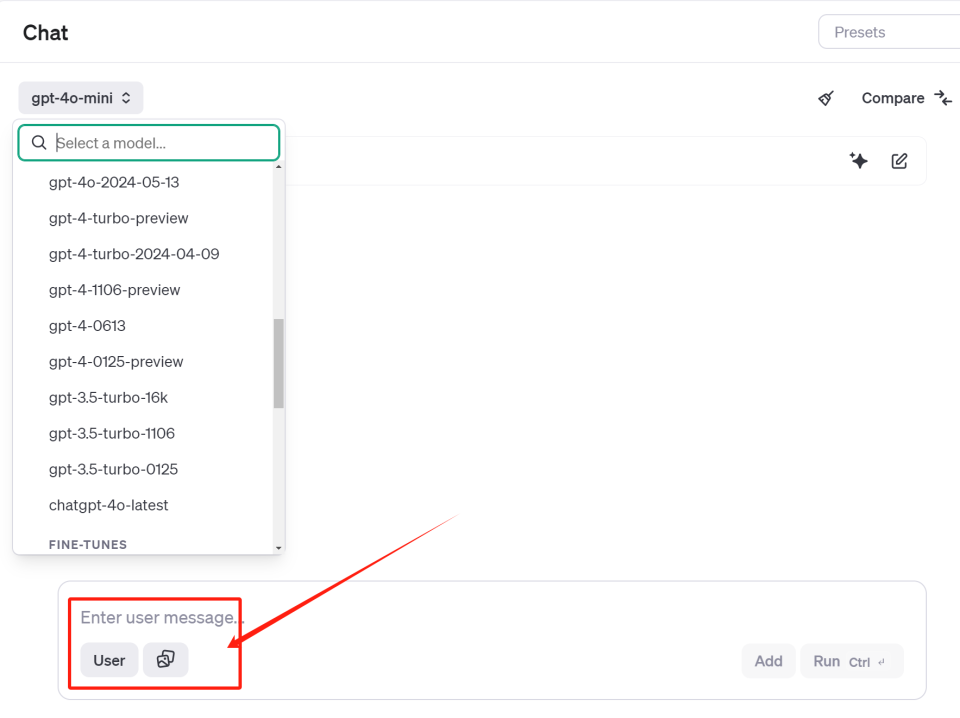 Chat
Presets
gpt-4o-mini
Compare
Select a model...
gpt-4o-2024-05-13
gpt-4-turbo-preview
gpt-4-turbo-2024-04-09
gpt-4-1106-preview
gpt-4-0613
gpt-4-0125-preview
gpt-3.5-turbo-16k
gpt-3.5-turbo-1106
gpt-3.5-turbo-0125
chatgpt-4o-latest
FINE-TUNES
Enter user message...
User
Add
Run Ctrl ↵